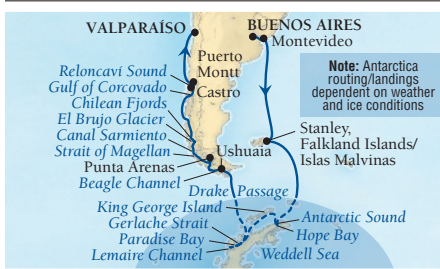 VALPARAÍSO
BUENOS AIRES
Montevideo
Puerto
Montt
Reloncaví Sound
Gulf of Corcovado
Castro
Chilean Fjords
El Brujo Glacier
Canal Sarmiento
Strait of Magellan
Ushuaia
Punta Arenas
Beagle Channel
Note: Antarctica
routing/landings
dependent on weather
and ice conditions
Stanley,
Falkland Islands/
Islas Malvinas
Drake Passage
King George Island
Gerlache Strait
Paradise Bay
Lemaire Channel
Antarctic Sound
Hope Bay
Weddell Sea